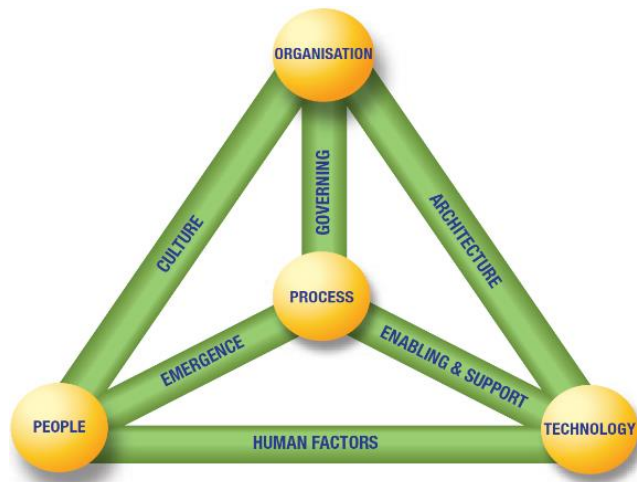 ORGANISATION
GOVERNING
CULTURE
ARCHITECTURE
PROCESS
EMERGENCE
ENABLING & SUPPORT
PEOPLE
TECHNOLOGY
HUMAN FACTORS